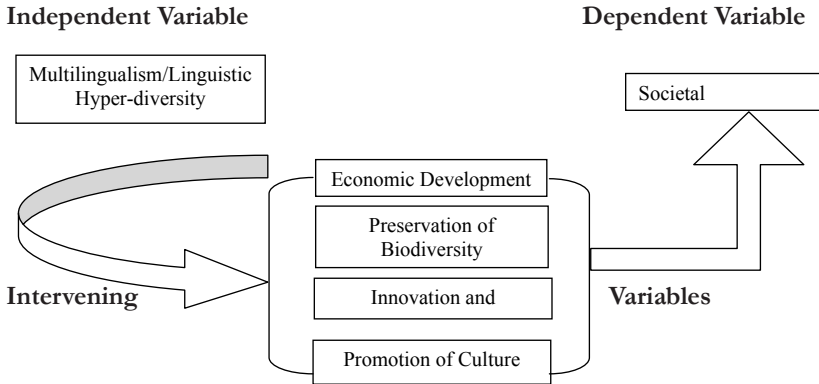 Independent Variable
Dependent Variable
Multilingualism/Linguistic
Hyper-diversity
Societal
Economic Development
Preservation of
Biodiversity
Intervening
Innovation and
Variables
Promotion of Culture